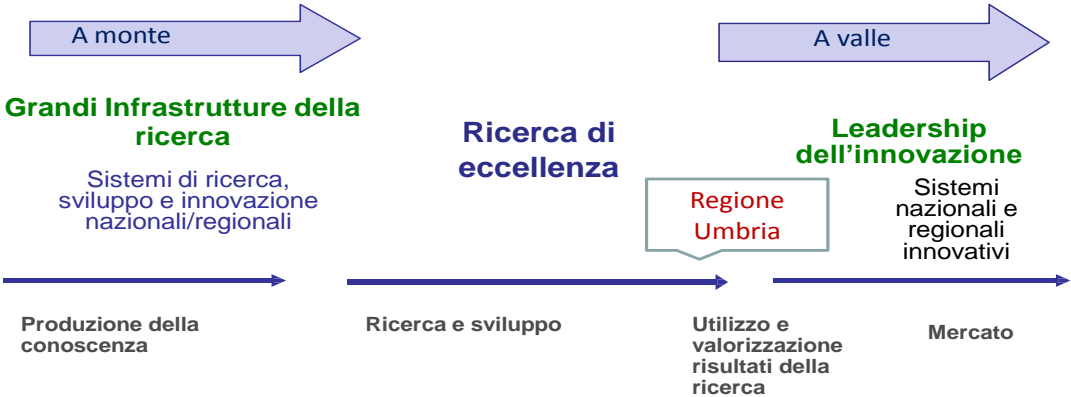 A monte
A valle
Grandi Infrastrutture della
ricerca
Sistemi di ricerca,
sviluppo e innovazione
nazionali/regionali
Ricerca di
eccellenza
Regione
Umbria
Leadership
dell'innovazione
Sistemi
nazionali e
regionali
innovativi
Produzione della
conoscenza
Ricerca e sviluppo
Utilizzo e
valorizzazione
risultati della
ricerca
Mercato